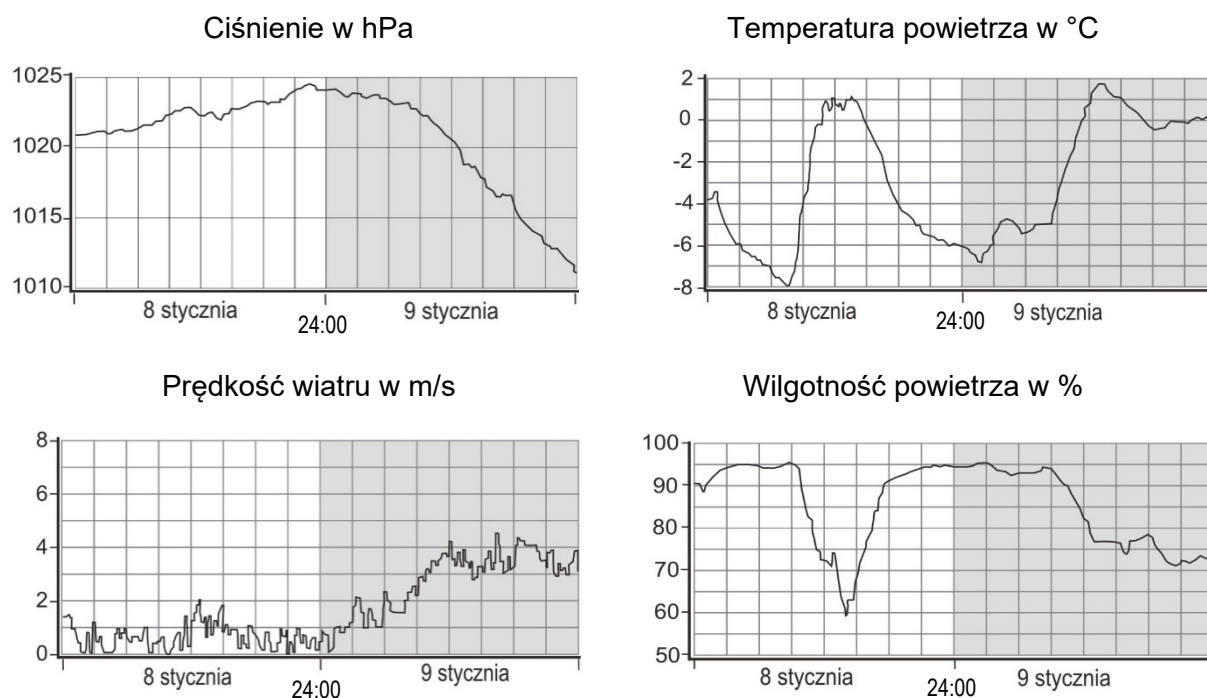 Ciśnienie w hPa
1025
1020
1015
1010
8 stycznia
24:00
9 stycznia
Temperatura powietrza w °C
2
0
-2
-4
-6
-8
8 stycznia
24:00
9 stycznia
Prędkość wiatru w m/s
8
6
4
2
0
8 stycznia
24:00
9 stycznia
Wilgotność powietrza w %
100
90
80
70
60
50
8 stycznia
24:00
9 stycznia